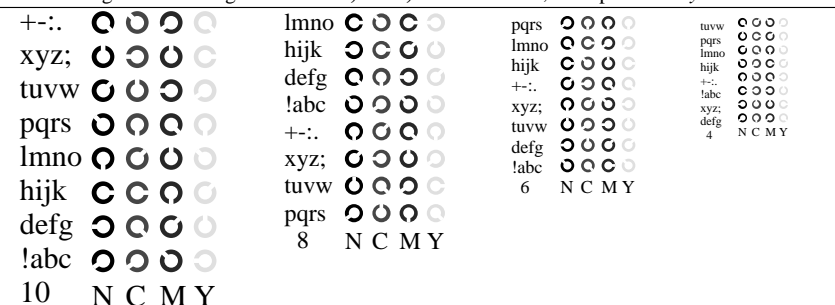 +-:.
xyz;
tuvw
pqrs
lmno
hijk
defg
!abc
10 N C M Y
lmno
hijk
defg
!abc
+-:.
xyz;
tuvw
pqrs
8 N C M Y
pqrs
lmno
hijk
+-:.
xyz;
tuvw
defg
!abc
6 N C M Y
tuvw
pqrs
lmno
hijk
+-:.
!abc
xyz;
defg
4 N C M Y